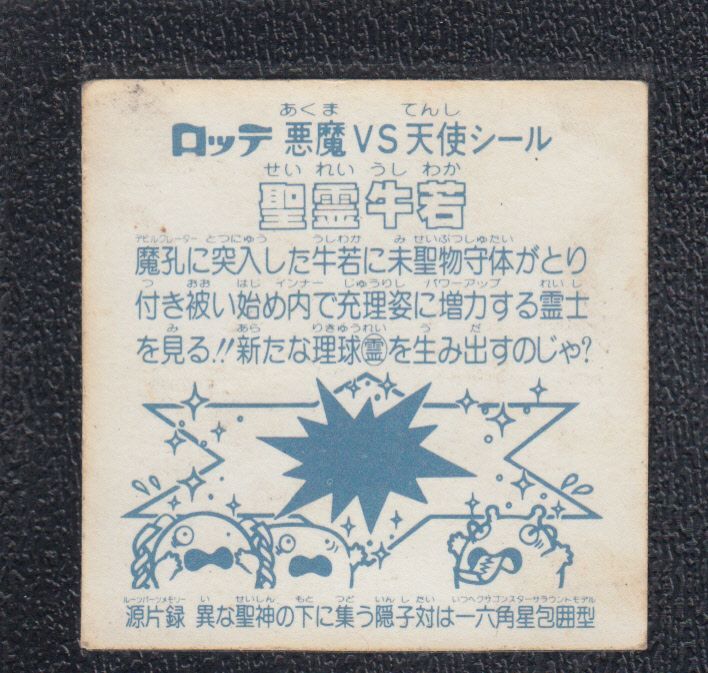 あくま てんし
ロッテ 悪魔VS天使シール
せい れい うし わか
聖霊牛若
デビルクレーター とつにゅう うしわか み せいぶつしゅたい
魔孔に突入した牛若に未聖物守体がとり
つ おお はじ インナー じゅうりし パワーアップ れいし
付き被い始め内で充理姿に増力する霊士
み あら りきゅうれい う だ
を見る!!新たな理球㊢を生み出すのじゃ?
ルーツパーツメモリー い せいしん もと つど いんし たい いつヘクサゴンスターサラウンドモデル
源片録 異な聖神の下に集う隠子対は一六角星包囲型